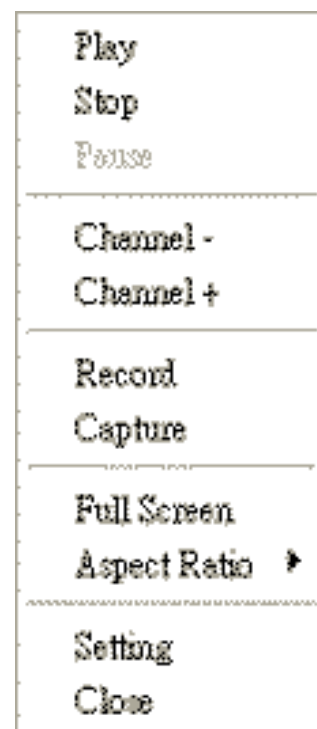 Play
Stop
Pause
Channel -
Channel +
Record
Capture
Full Screen
Aspect Ratio
Setting
Close